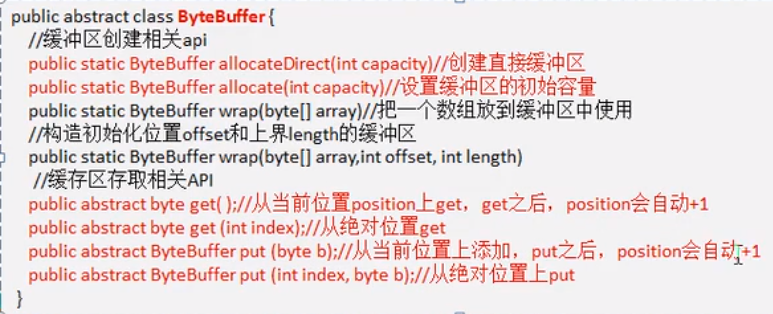 public abstract class ByteBuffer {
//缓冲区创建相关api
public static ByteBuffer allocateDirect(int capacity)//创建直接缓冲区
public static ByteBuffer allocate(int capacity)//设置缓冲区的初始容量
public static ByteBuffer wrap(byte[] array)//把一个数组放到缓冲区中使用
//构造初始化位置offset和上界length的缓冲区
public static ByteBuffer wrap(byte[] array,int offset, int length)
//缓存区存取相关API
public abstract byte get( );//从当前位置position上get，get之后，position会自动+1
public abstract byte get (int index);//从绝对位置get
public abstract ByteBuffer put (byte b);//从当前位置上添加，put之后，position会自动+1
public abstract ByteBuffer put (int index, byte b);//从绝对位置上put
}